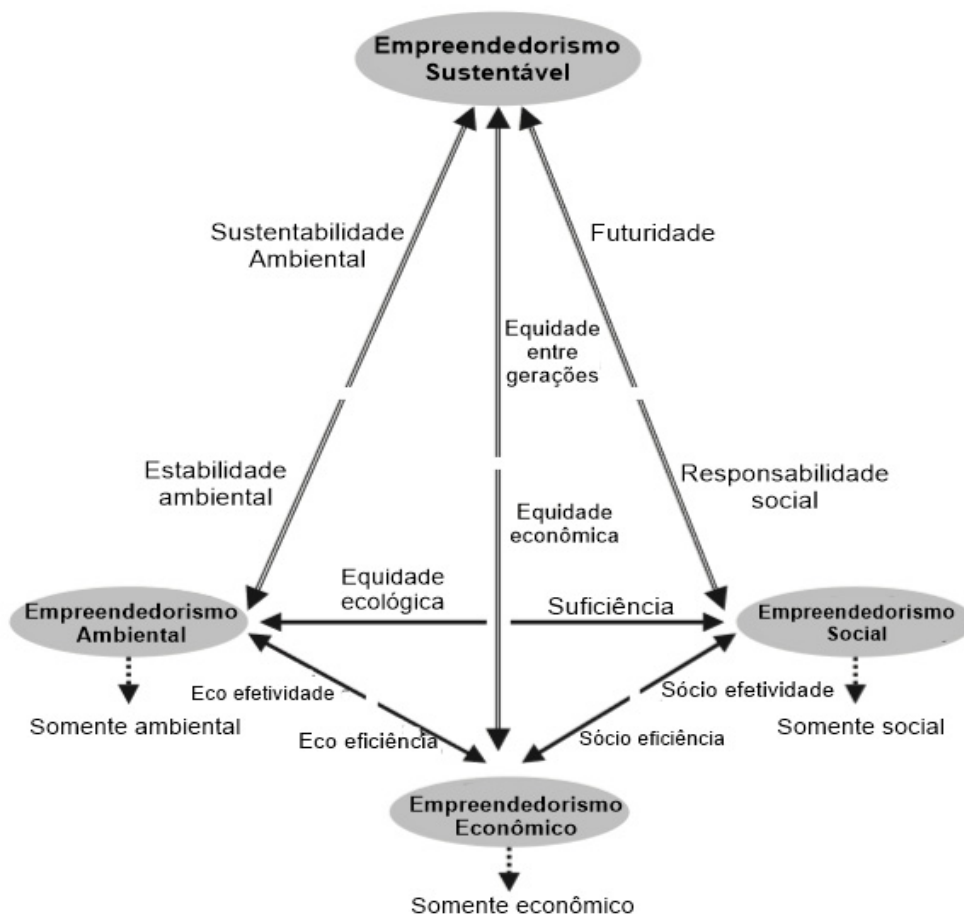 Empreendedorismo
Sustentável
Sustentabilidade
Ambiental
Futuridade
Equidade
entre
gerações
Estabilidade
ambiental
Responsabilidade
social
Equidade
econômica
Equidade
ecológica
Suficiência
Empreendedorismo
Ambiental
Empreendedorismo
Social
Eco efetividade
Sócio efetividade
Somente ambiental
Somente social
Eco eficiência
Sócio eficiência
Empreendedorismo
Econômico
Somente econômico